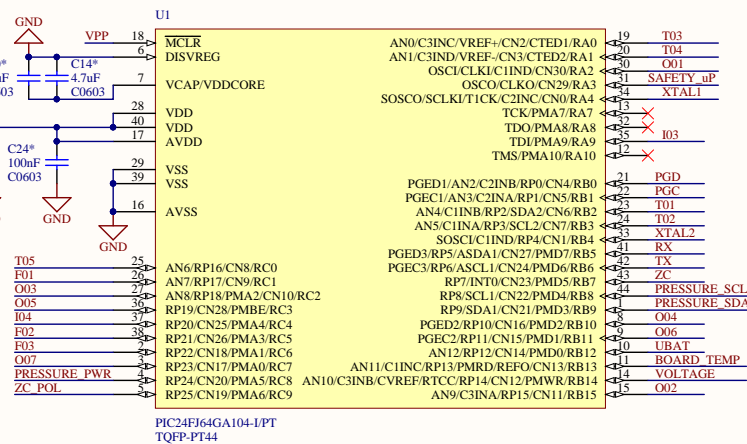 U1
GND
VPP 18 MCLR
6 DISVREG
C14*
4.7uF
C0603
7 VCAP/VDDCORE
28 VDD
40 VDD
17 AVDD
C24*
100nF
C0603
GND
29 VSS
39 VSS
16 AVSS
GND
T05 25 AN6/RP16/CN8/RC0
F01 26 AN7/RP17/CN9/RC1
O03 27 AN8/RP18/PMA2/CN10/RC2
O05 36 RP19/CN28/PMBE/RC3
I04 37 RP20/CN25/PMA4/RC4
F02 38 RP21/CN26/PMA3/RC5
F03 2 RP22/CN18/PMA1/RC6
O07 3 RP23/CN17/PMA0/RC7
PRESSURE_PWR 4 RP24/CN20/PMA5/RC8
ZC_POL 5 RP25/CN19/PMA6/RC9
AN0/C3INC/VREF+/CN2/CTED1/RA0 19 T03
AN1/C3IND/VREF-/CN3/CTED2/RA1 20 T04
OSCI/CLKI/C1IND/CN30/RA2 30 O01
OSCO/CLKO/CN29/RA3 31 SAFETY_uP
SOSCO/SCLKI/T1CK/C2INC/CN0/RA4 34 XTAL1
TCK/PMA7/RA7 13
TDO/PMA8/RA8 32
TDI/PMA9/RA9 35 I03
TMS/PMA10/RA10 12
PGED1/AN2/C2INB/RP0/CN4/RB0 21 PGD
PGEC1/AN3/C2INA/RP1/CN5/RB1 22 PGC
AN4/C1INB/RP2/SDA2/CN6/RB2 23 T01
AN5/C1INA/RP3/SCL2/CN7/RB3 24 T02
SOSCI/C1IND/RP4/CN1/RB4 33 XTAL2
PGED3/RP5/ASDA1/CN27/PMD7/RB5 41 RX
PGEC3/RP6/ASCL1/CN24/PMD6/RB6 42 TX
RP7/INT0/CN23/PMD5/RB7 43 ZC
RP8/SCL1/CN22/PMD4/RB8 44 PRESSURE_SCL
RP9/SDA1/CN21/PMD3/RB9 1 PRESSURE_SDA
PGED2/RP10/CN16/PMD2/RB10 8 O04
PGEC2/RP11/CN15/PMD1/RB11 9 O06
AN12/RP12/CN14/PMD0/RB12 10 UBAT
AN11/C1INC/RP13/PMRD/REFO/CN13/RB13 11 BOARD_TEMP
AN10/C3INB/CVREF/RTCC/RP14/CN12/PMWR/RB14 14 VOLTAGE
AN9/C3INA/RP15/CN11/RB15 15 O02
PIC24FJ64GA104-I/PT
TQFP-PT44